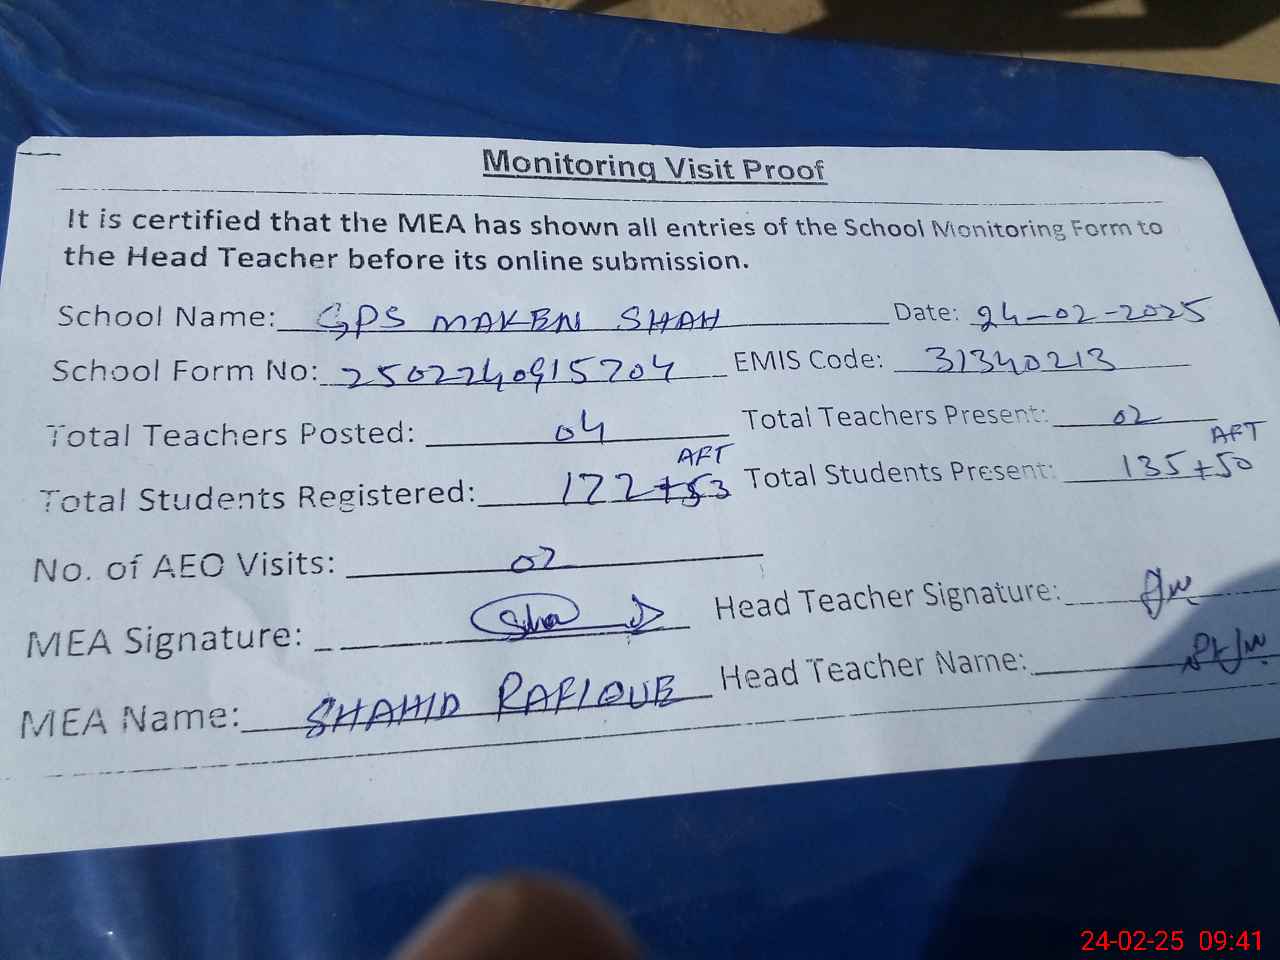 Monitoring Visit Proof
It is certified that the MEA has shown all entries of the School Monitoring Form to
the Head Teacher before its online submission.
School Name: GPS MAKEN SHAH Date: 24-02-2025
School Form No: 2502240915704 EMIS Code: 31340213
Total Teachers Posted: 04 Total Teachers Present: 02
Total Students Registered: 172+53 AFT Total Students Present: 135+50 AFT
No. of AEO Visits: 02
MEA Signature: Head Teacher Signature:
MEA Name: SHAHID RAFIQUE Head Teacher Name:
24-02-25 09:41